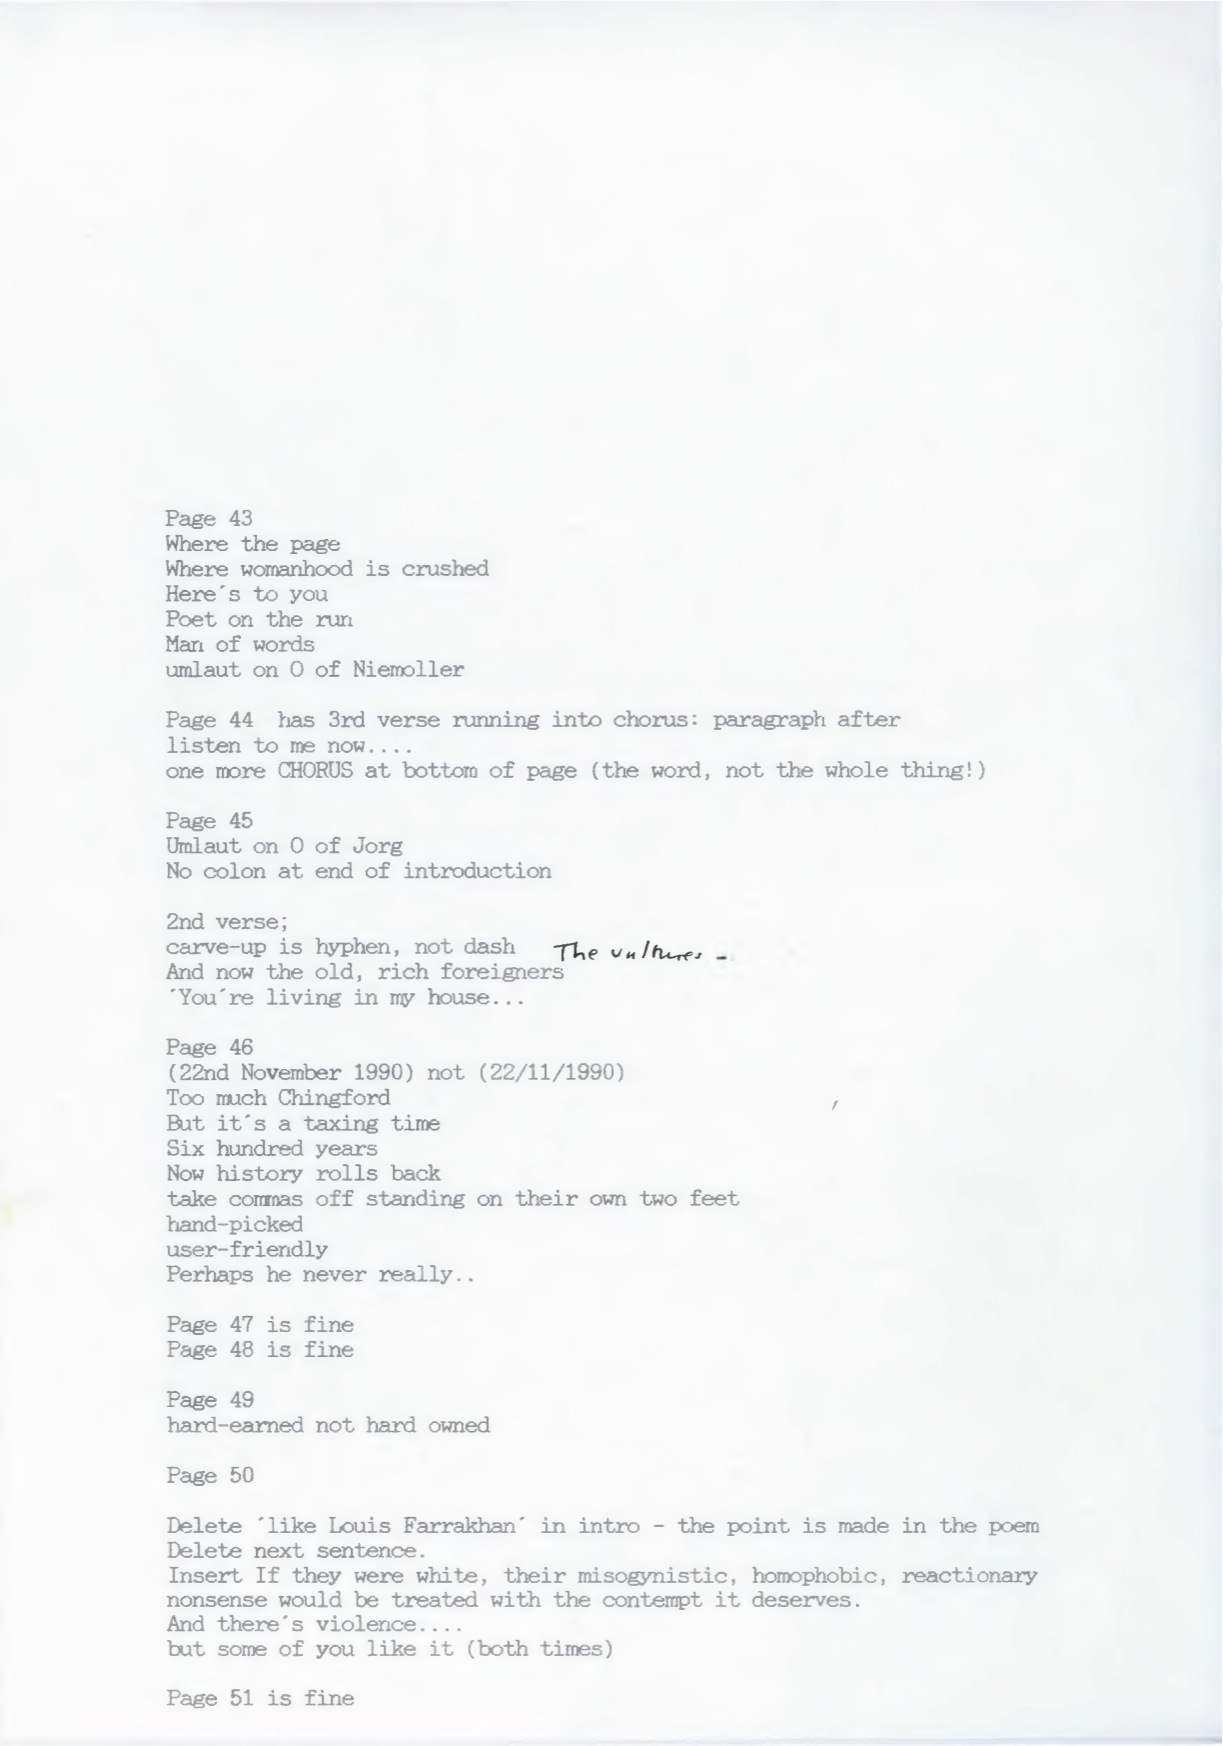 Page 43
Where the page
Where womanhood is crushed
Here´s to you
Poet on the run
Man of words
umlaut on O of Niemoller
Page 44  has 3rd verse running into chorus: paragraph after
listen to me now....
one more CHORUS at bottom of page (the word, not the whole thing!)
Page 45
Umlaut on O of Jorg
No colon at end of introduction
2nd verse;
carve-up is hyphen, not dash   The vultures -
And now the old, rich foreigners
´You´re living in my house...
Page 46
(22nd November 1990) not (22/11/1990)
Too much Chingford
But it´s a taxing time
Six hundred years
Now history rolls back
take commas off standing on their own two feet
hand-picked
user-friendly
Perhaps he never really..
Page 47 is fine
Page 48 is fine
Page 49
hard-earned not hard owned
Page 50
Delete ´like Louis Farrakhan´ in intro - the point is made in the poem
Delete next sentence.
Insert If they were white, their misogynistic, homophobic, reactionary
nonsense would be treated with the contempt it deserves.
And there´s violence....
but some of you like it (both times)
Page 51 is fine